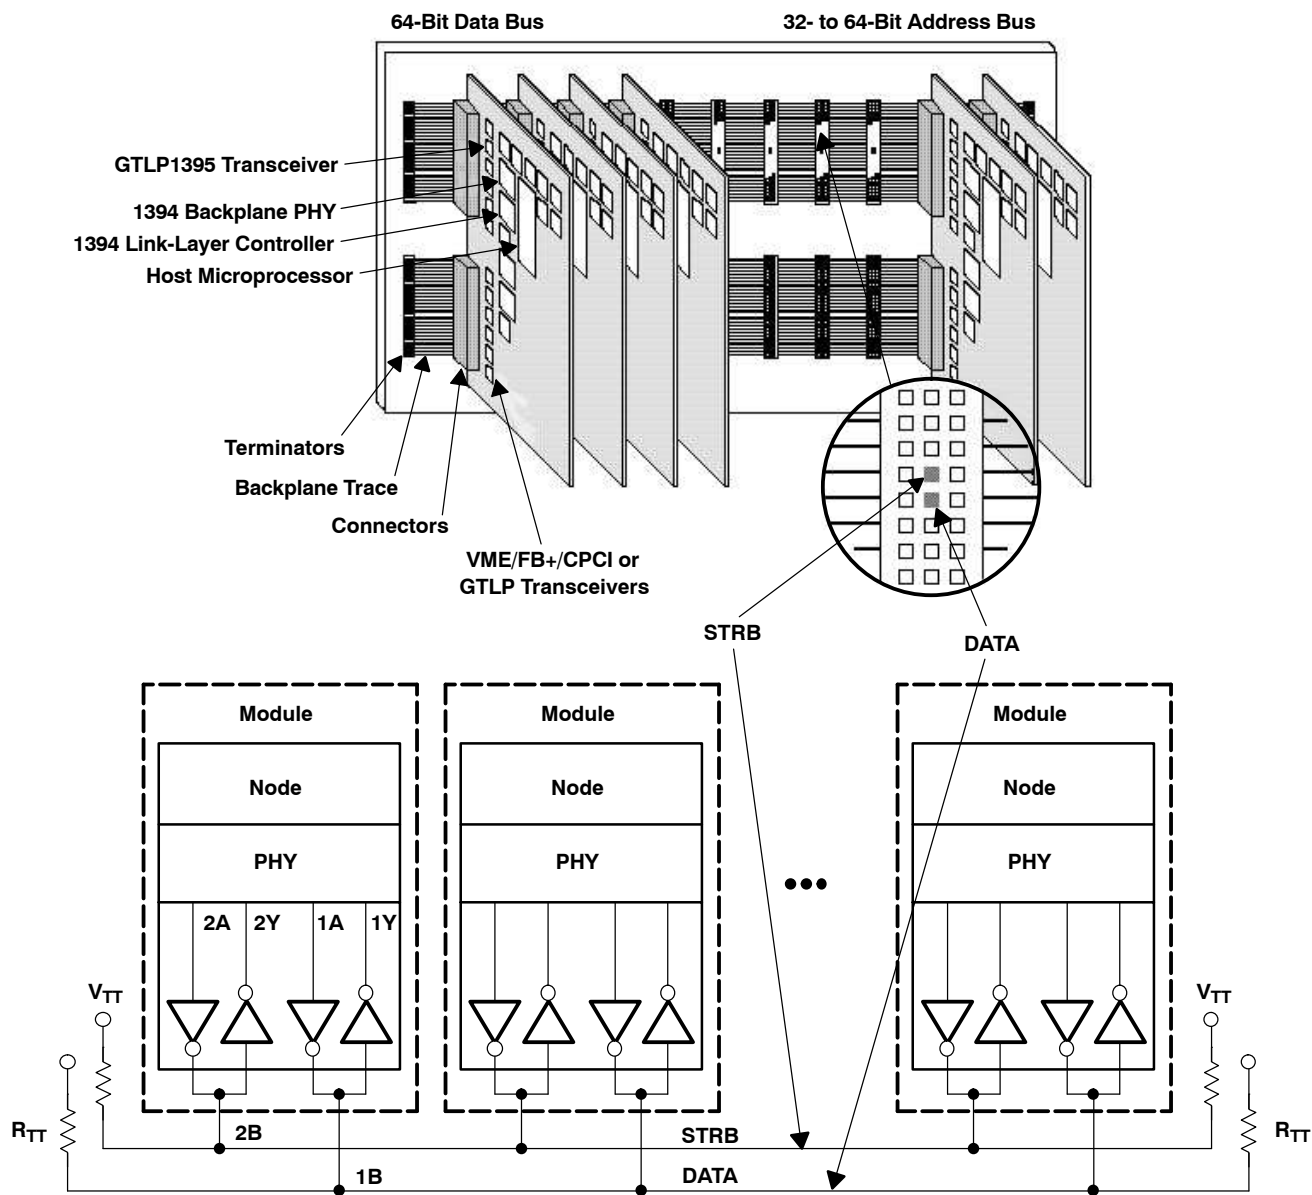 64-Bit Data Bus
32- to 64-Bit Address Bus
GTLP1395 Transceiver
1394 Backplane PHY
1394 Link-Layer Controller
Host Microprocessor
Terminators
Backplane Trace
Connectors
VME/FB+/CPCI or
GTLP Transceivers
STRB
DATA
Module
Module
Module
Node
Node
Node
PHY
PHY
PHY
2A
2Y
1A
1Y
VTT
VTT
RTT
RTT
2B
STRB
1B
DATA